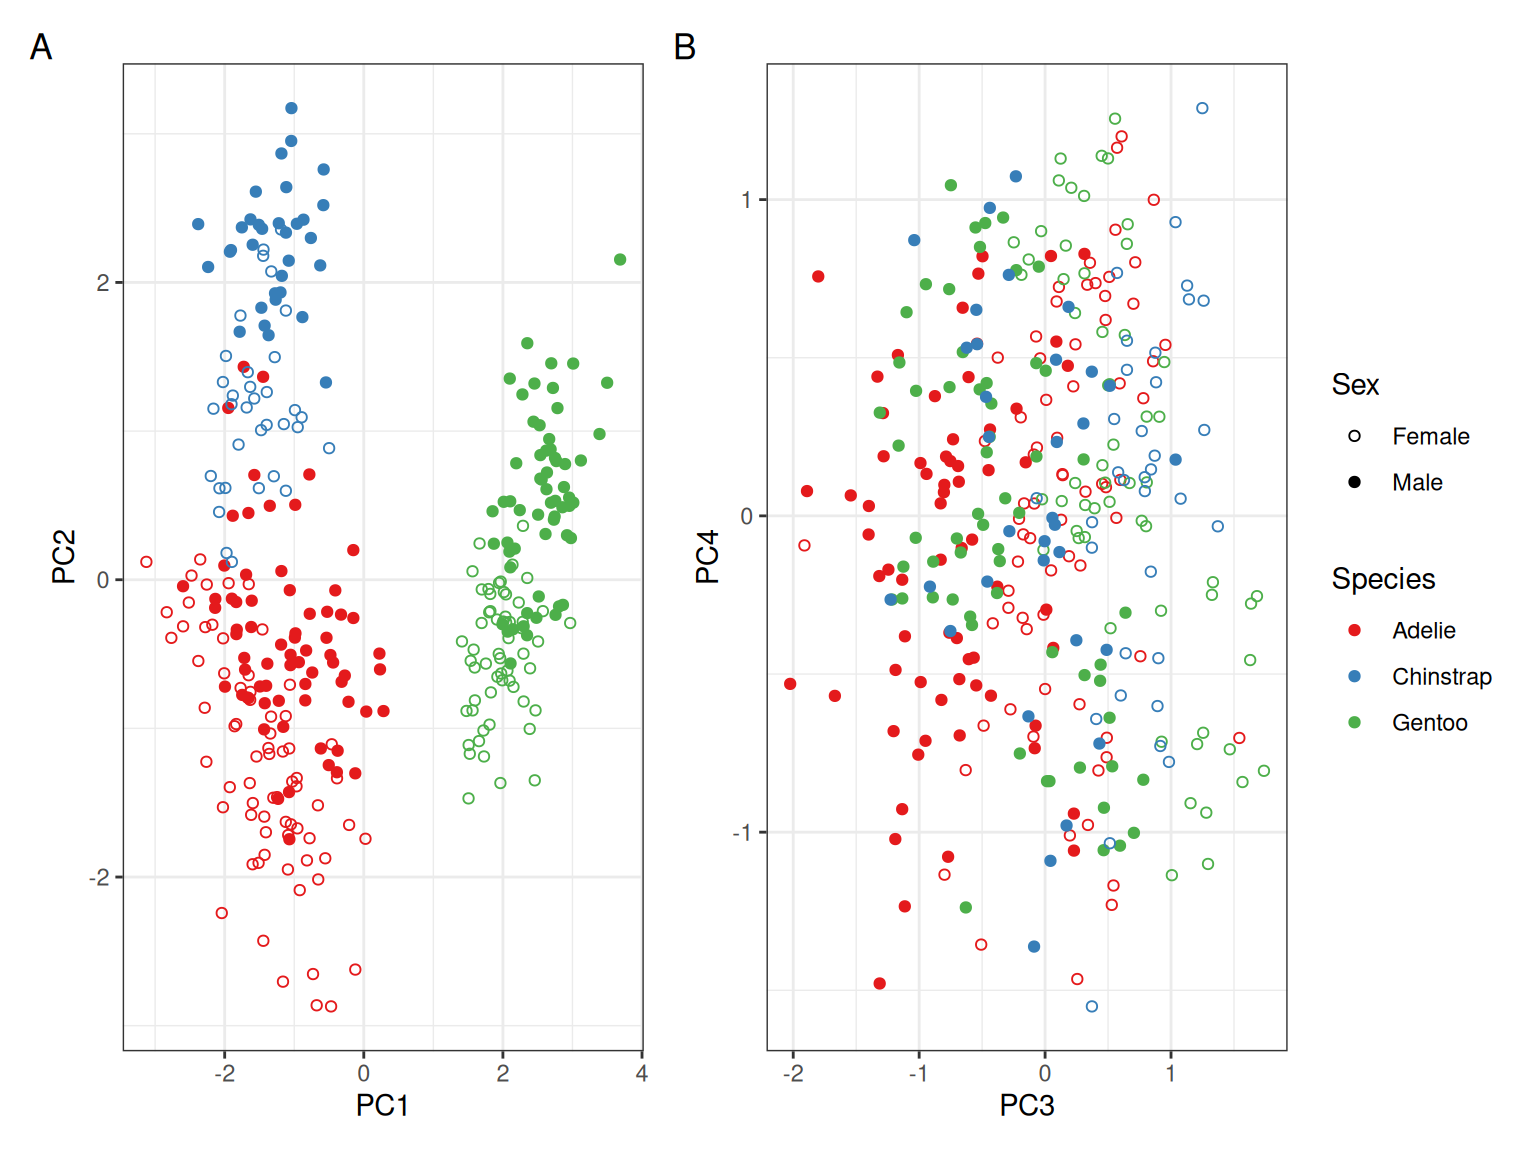 A
B
2
0
-2
PC2
-2
0
2
4
PC1
1
0
-1
PC4
-2
-1
0
1
PC3
Sex
Female
Male
Species
Adelie
Chinstrap
Gentoo